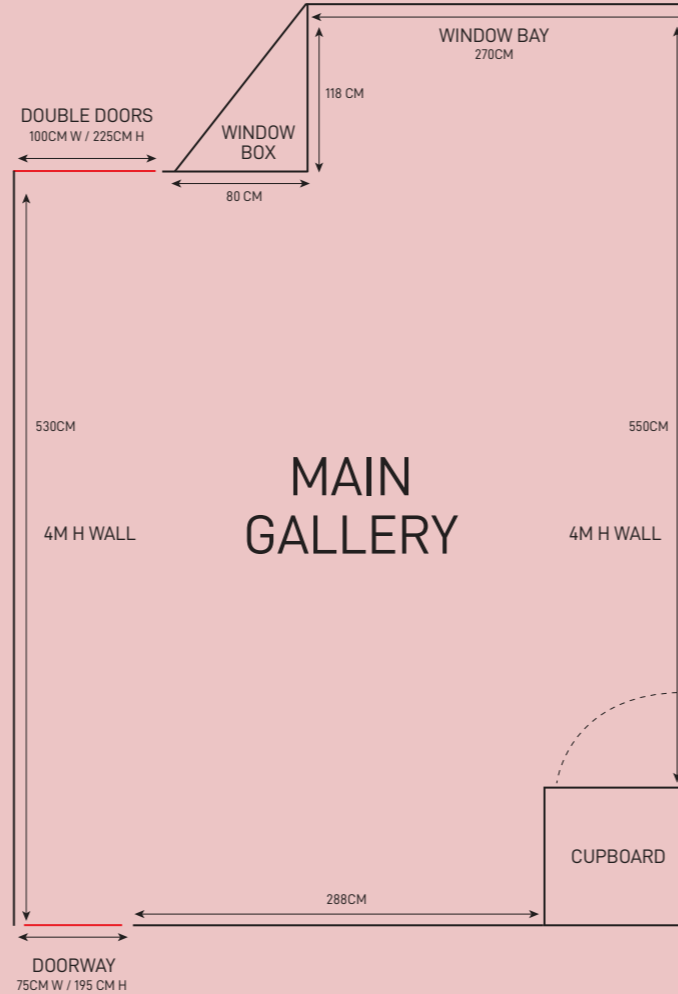 WINDOW BAY
270CM
118 CM
DOUBLE DOORS
100CM W / 225CM H
WINDOW
BOX
80 CM
530CM
550CM
MAIN
GALLERY
4M H WALL
4M H WALL
CUPBOARD
288CM
DOORWAY
75CM W / 195 CM H